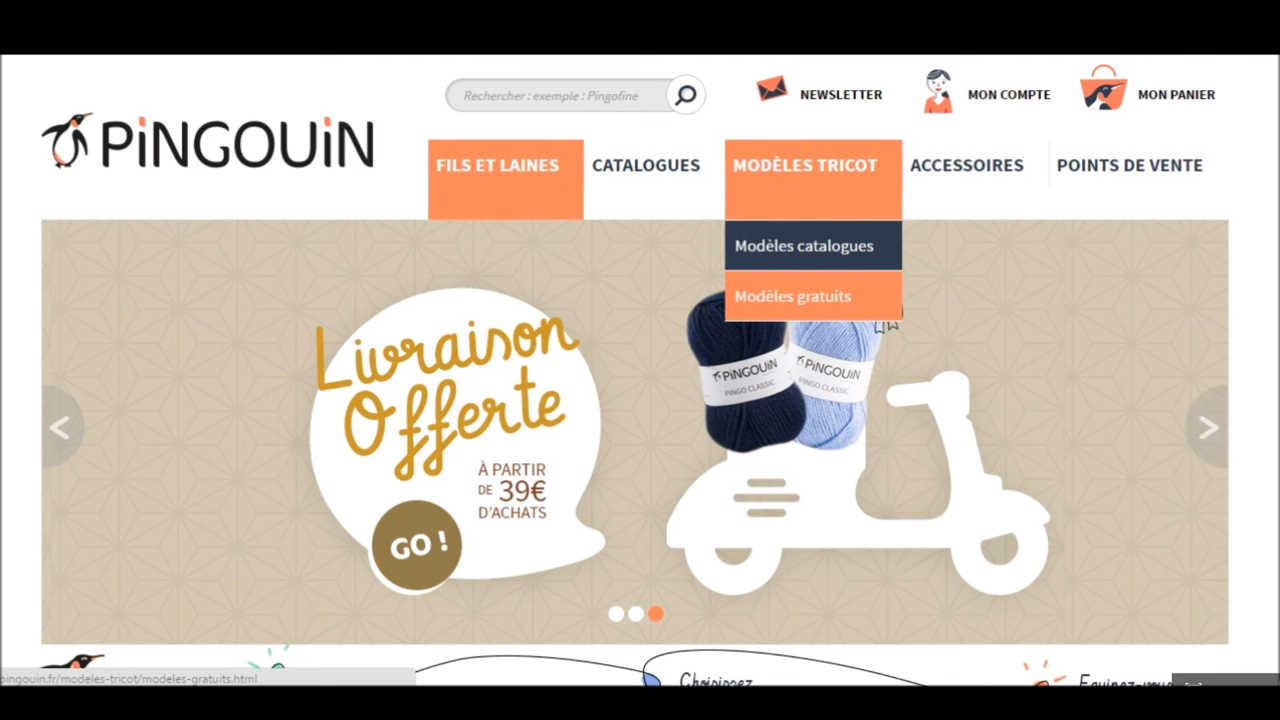 Rechercher : exemple : Pingofine
NEWSLETTER
MON COMPTE
MON PANIER
PiNGOUiN
FILS ET LAINES
CATALOGUES
MODÈLES TRICOT
ACCESSOIRES
POINTS DE VENTE
Modèles catalogues
Modèles gratuits
Livraison
Offerte
À PARTIR
DE 39€
D'ACHATS
GO !
PiNGOUiN
PINGO CLASSIC
PiNGOUiN
PINGO CLASSIC
<
>
Choisissez
Equipez-vous
pingouin.fr/modeles-tricot/modeles-gratuits.html